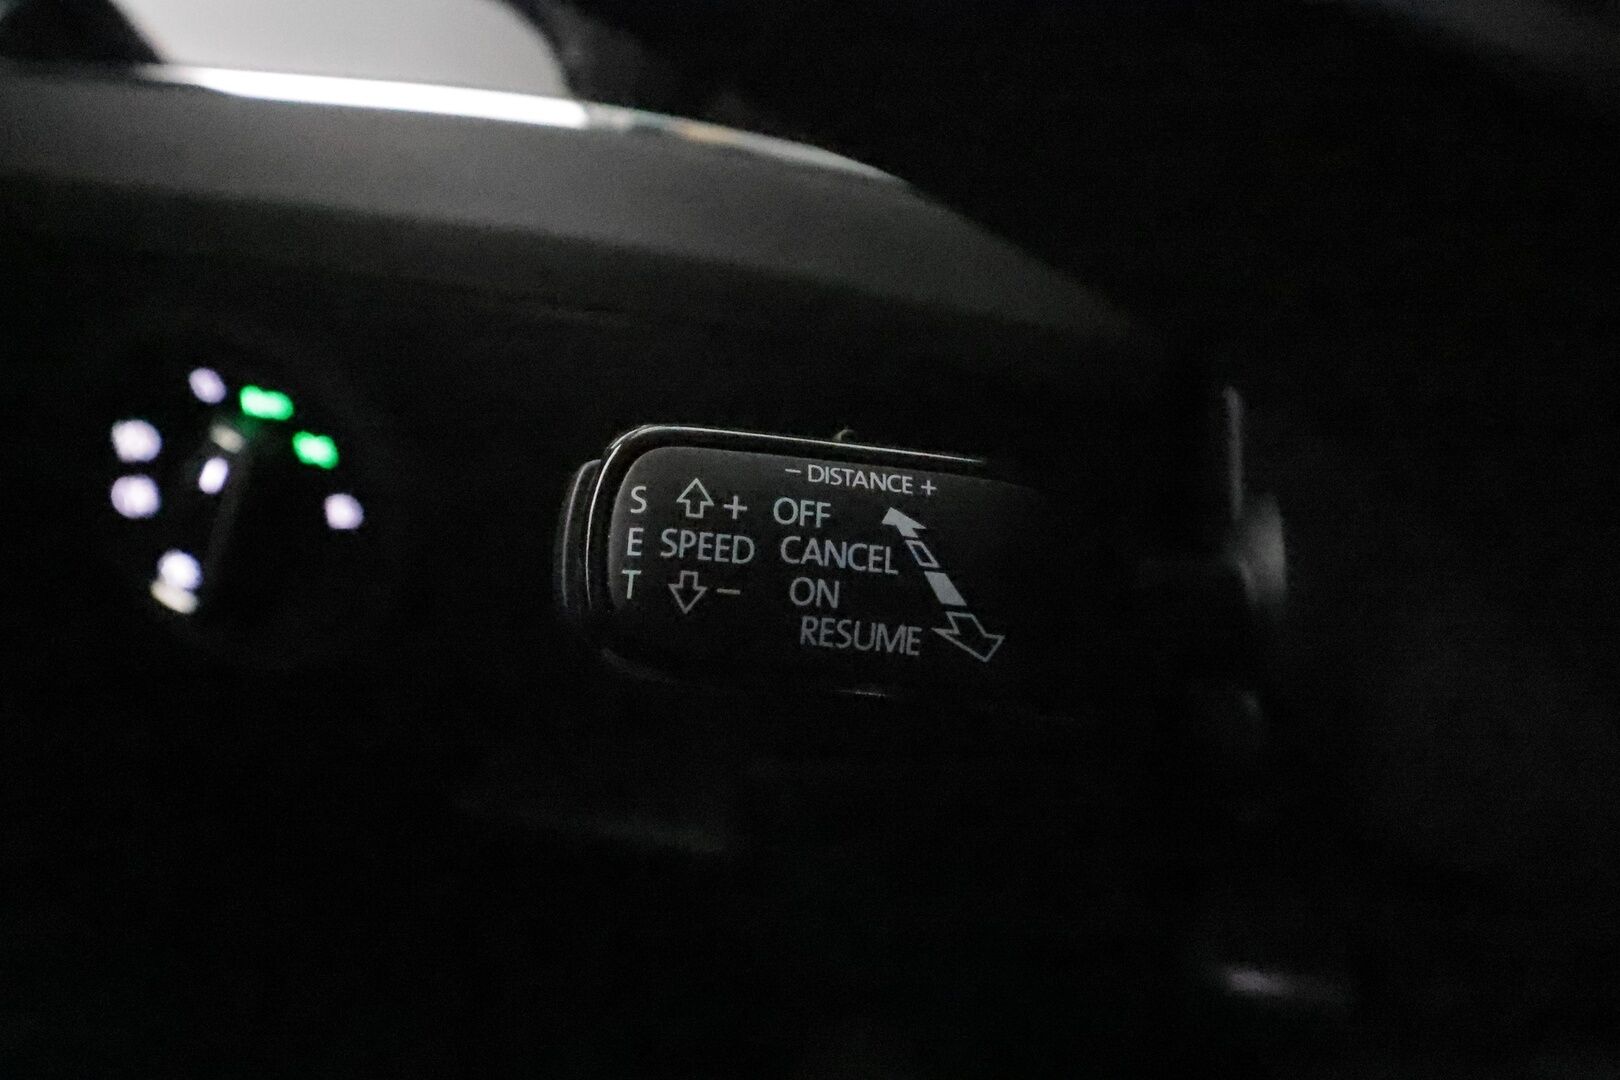 - DISTANCE +
S + OFF
E SPEED CANCEL
T - ON
RESUME